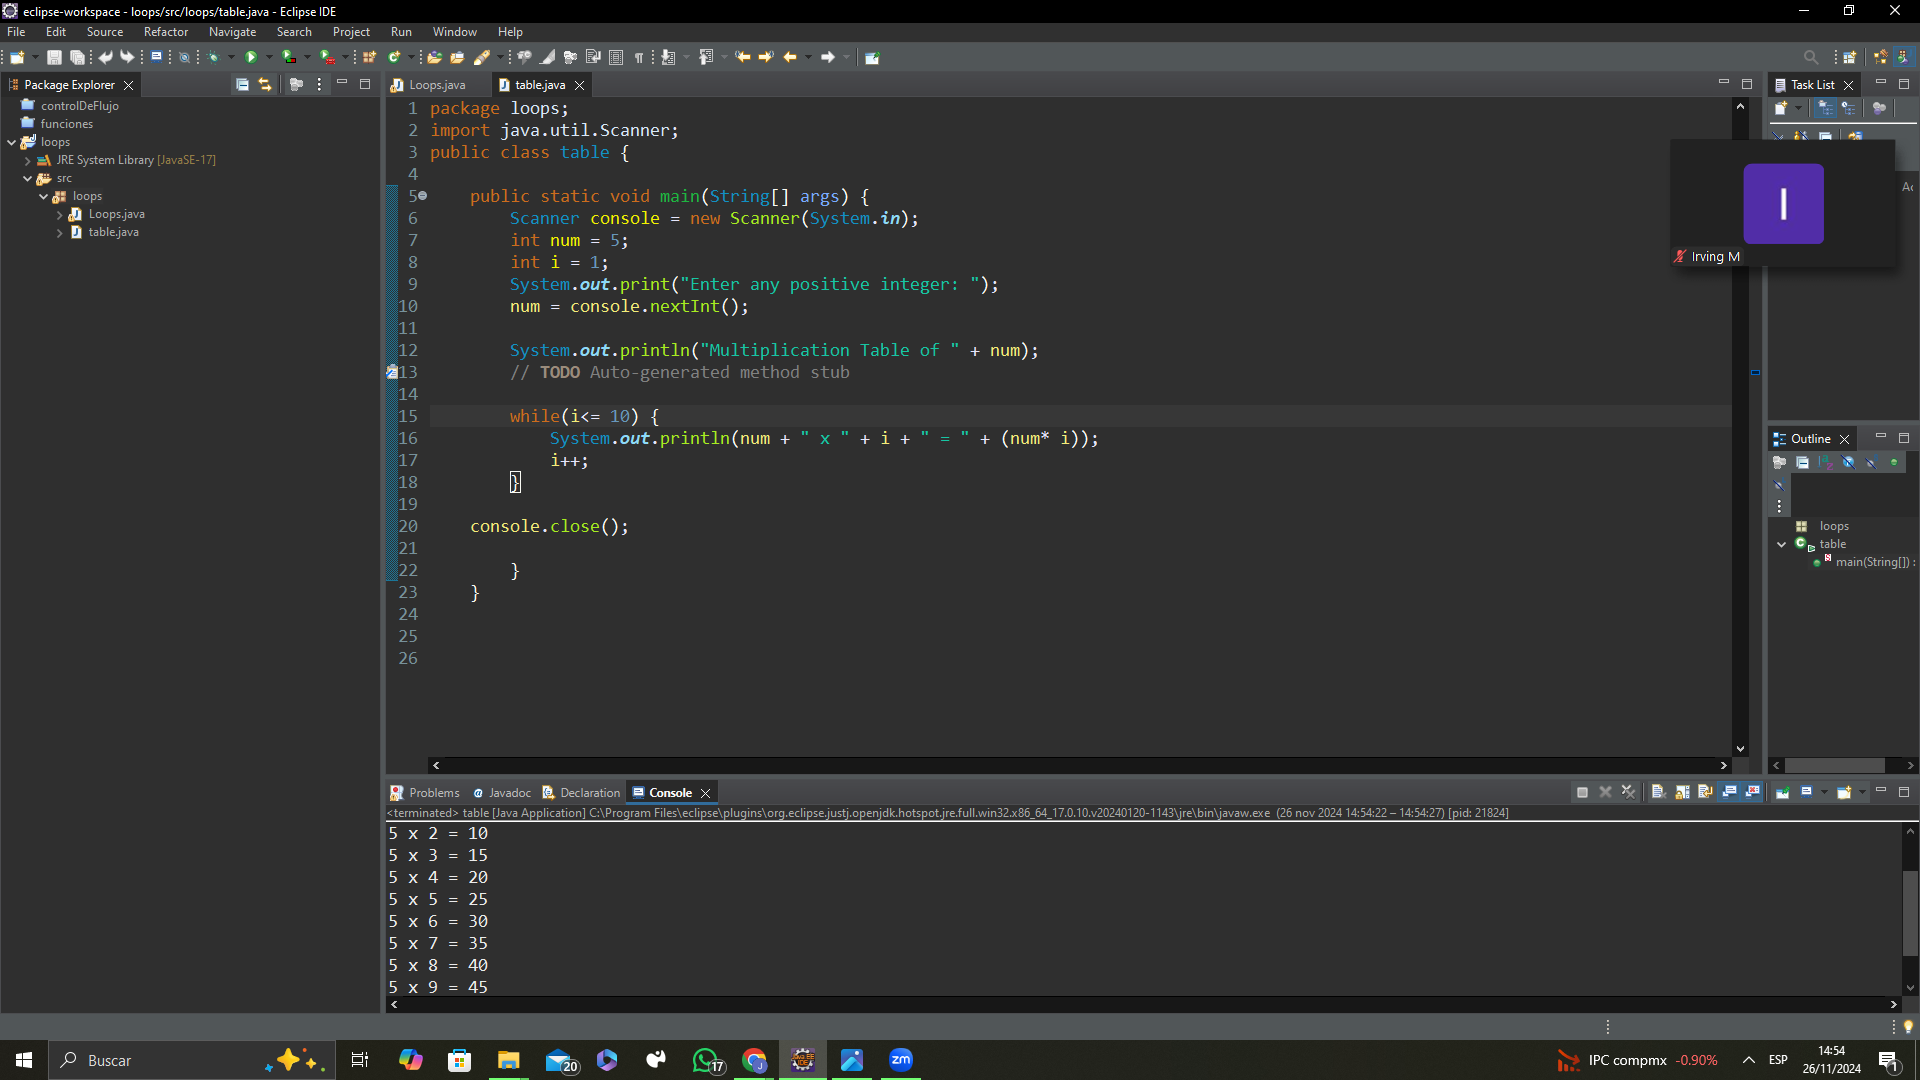 eclipse-workspace - loops/src/loops/table.java - Eclipse IDE
File Edit Source Refactor Navigate Search Project Run Window Help
Package Explorer
controlDeFlujo
funciones
loops
JRE System Library [JavaSE-17]
src
loops
Loops.java
table.java
Loops.java table.java
1 package loops;
2 import java.util.Scanner;
3 public class table {
4
5 public static void main(String[] args) {
6 Scanner console = new Scanner(System.in);
7 int num = 5;
8 int i = 1;
9 System.out.print("Enter any positive integer: ");
10 num = console.nextInt();
11
12 System.out.println("Multiplication Table of " + num);
13 // TODO Auto-generated method stub
14
15 while(i<= 10) {
16 System.out.println(num + " x " + i + " = " + (num* i));
17 i++;
18 }
19
20 console.close();
21
22 }
23 }
24
25
26
Task List
I
Irving M
Outline
loops
table
main(String[]) :
Problems Javadoc Declaration Console
<terminated> table [Java Application] C:\Program Files\eclipse\plugins\org.eclipse.justj.openjdk.hotspot.jre.full.win32.x86_64_17.0.10.v20240120-1143\jre\bin\javaw.exe (26 nov 2024 14:54:22 – 14:54:27) [pid: 21824]
5 x 2 = 10
5 x 3 = 15
5 x 4 = 20
5 x 5 = 25
5 x 6 = 30
5 x 7 = 35
5 x 8 = 40
5 x 9 = 45
Buscar
20
17
zm
IPC compmx -0.90%
ESP
14:54
26/11/2024
1